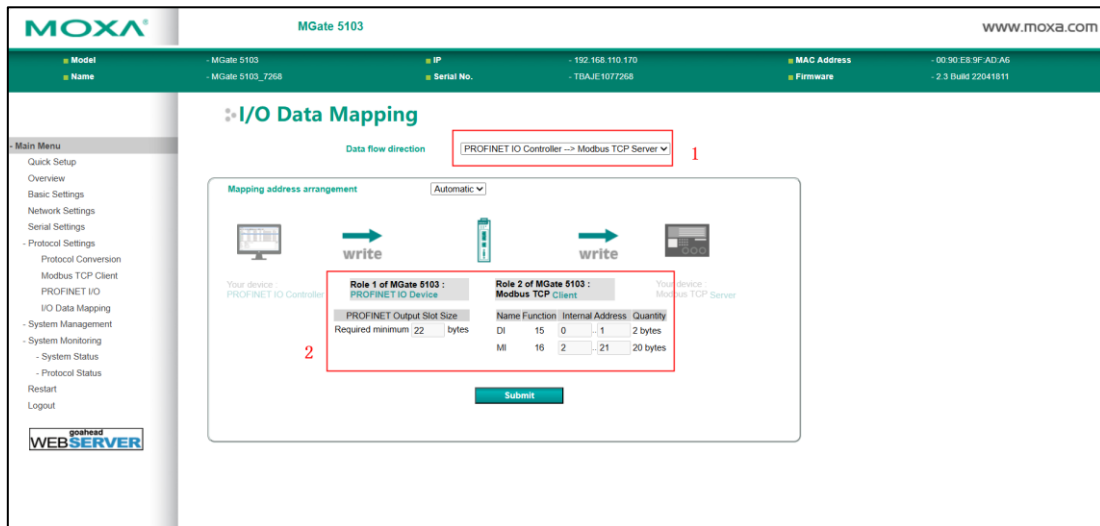 MOXA® MGate 5103 www.moxa.com
Model - MGate 5103 IP - 192.168.110.170 MAC Address - 00:90:E8:9F:AD:A6
Name - MGate 5103_7268 Serial No. - TBAJE1077268 Firmware - 2.3 Build 22041811
I/O Data Mapping
- Main Menu
Quick Setup
Overview
Basic Settings
Network Settings
Serial Settings
- Protocol Settings
Protocol Conversion
Modbus TCP Client
PROFINET I/O
I/O Data Mapping
- System Management
- System Monitoring
- System Status
- Protocol Status
Restart
Logout
goahead
WEBSERVER
Data flow direction PROFINET IO Controller --> Modbus TCP Server 1
Mapping address arrangement Automatic
write write
Your device :
PROFINET IO Controller
Role 1 of MGate 5103 :
PROFINET IO Device
Role 2 of MGate 5103 :
Modbus TCP Client
Your device :
Modbus TCP Server
PROFINET Output Slot Size
Required minimum 22 bytes
Name Function Internal Address Quantity
DI 15 0 .. 1 2 bytes
MI 16 2 .. 21 20 bytes
2
Submit